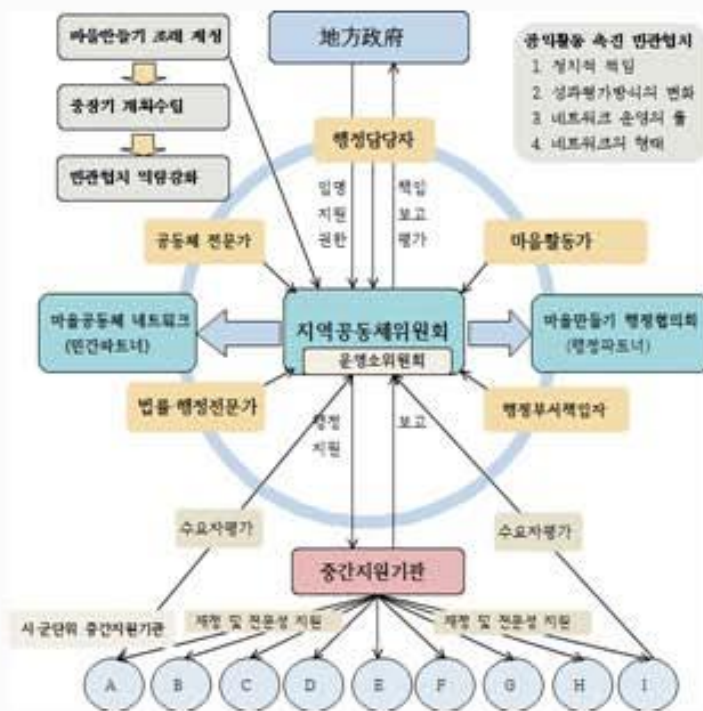 마을만들기 조례 제정
중장기 계획수립
민관협치 역량강화
地方政府
공익활동 촉진 민관협치
1. 정치적 책임
2. 성과평가방식의 변화
3. 네트워크 운영의 룰
4. 네트워크의 형태
행정담당자
임명
지원
권한
책임
보고
평가
공동체 전문가
마을활동가
마을공동체 네트워크
(민간파트너)
지역공동체위원회
운영소위원회
마을만들기 행정협의회
(행정파트너)
법률·행정전문가
행정부서책임자
행정
지원
보고
수요자평가
수요자평가
중간지원기관
시·군단위 중간지원기관
재정 및 전문성 지원
재정 및 전문성 지원
A
B
C
D
E
F
G
H
I